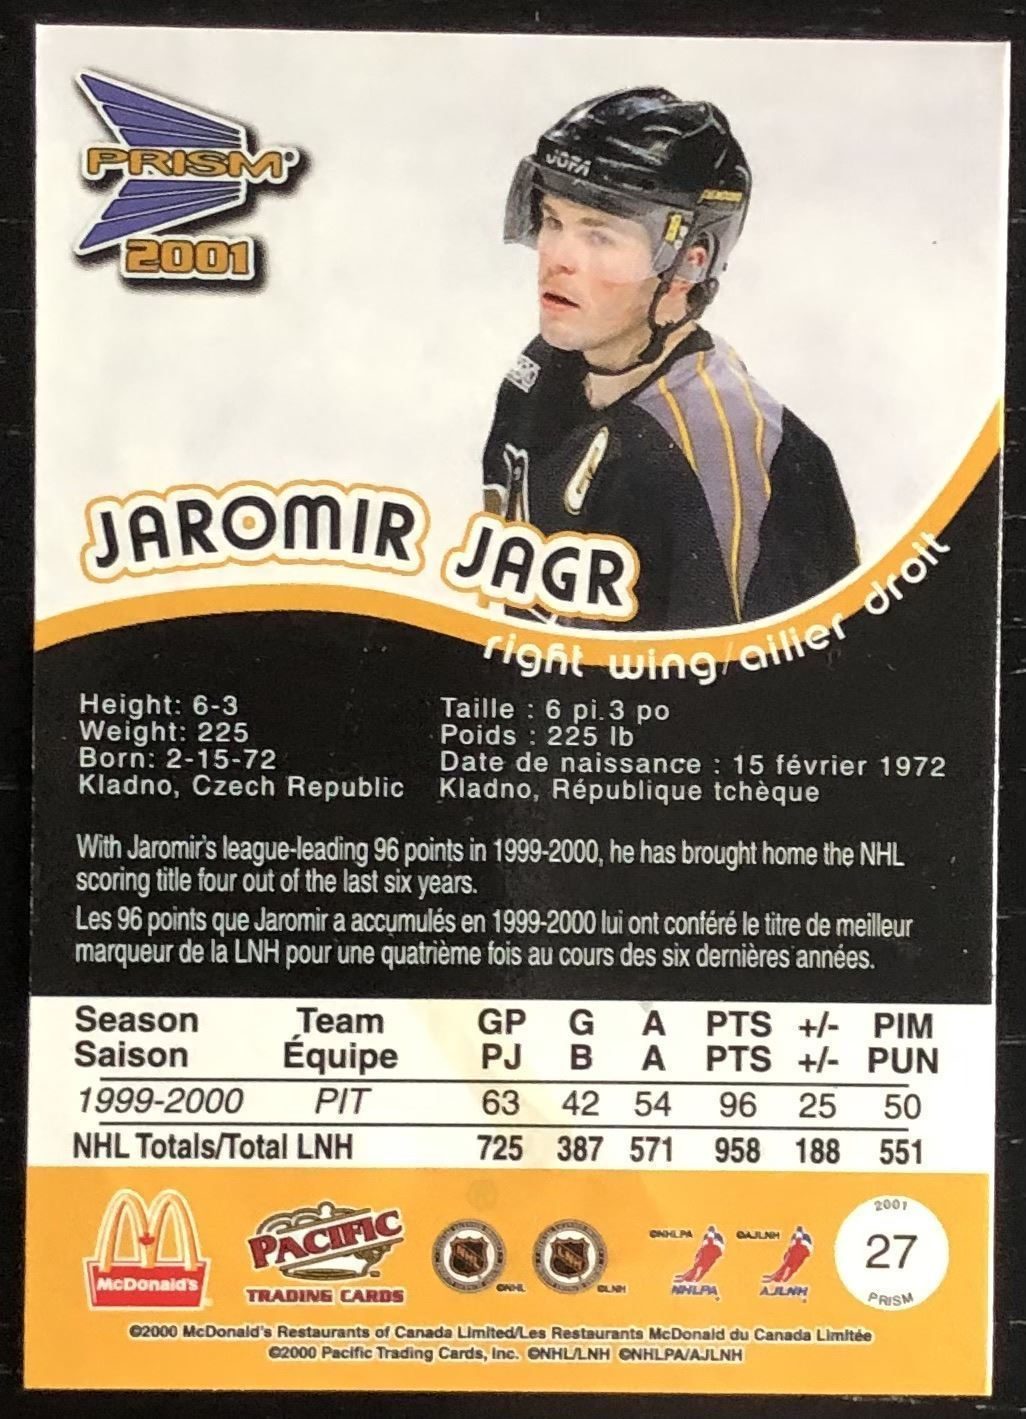 PRISM
2001
JOFA
JAROMIR JAGR
right wing/ailier droit
Height: 6-3
Weight: 225
Born: 2-15-72
Kladno, Czech Republic
Taille : 6 pi.3 po
Poids : 225 lb
Date de naissance : 15 février 1972
Kladno, République tchèque
With Jaromir's league-leading 96 points in 1999-2000, he has brought home the NHL
scoring title four out of the last six years.
Les 96 points que Jaromir a accumulés en 1999-2000 lui ont conféré le titre de meilleur
marqueur de la LNH pour une quatrième fois au cours des six dernières années.
Season Team GP G A PTS +/- PIM
Saison Équipe PJ B A PTS +/- PUN
1999-2000 PIT 63 42 54 96 25 50
NHL Totals/Total LNH 725 387 571 958 188 551
McDonald's
PACIFIC
TRADING CARDS
NHL
©NHL
LNH
©LNH
©NHLPA
NHLPA
©AJLNH
AJLNH
2001
27
PRISM
©2000 McDonald's Restaurants of Canada Limited/Les Restaurants McDonald du Canada Limitée
©2000 Pacific Trading Cards, Inc. ©NHL/LNH ©NHLPA/AJLNH